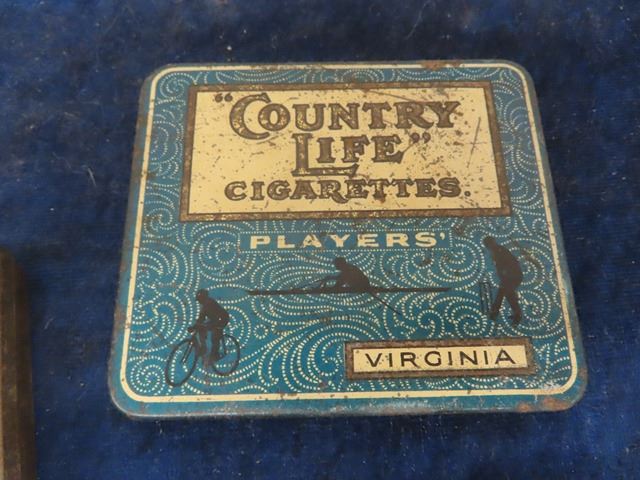 "COUNTRY
LIFE"
CIGARETTES.
PLAYERS'
VIRGINIA